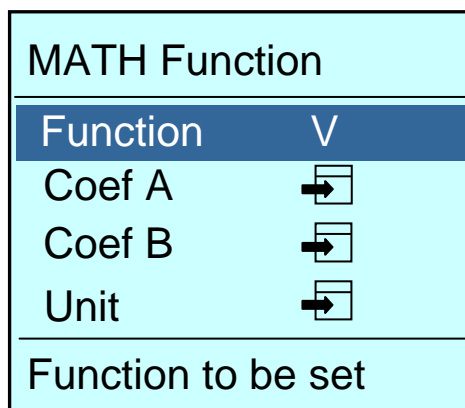 MATH Function
Function V
Coef A
Coef B
Unit
Function to be set